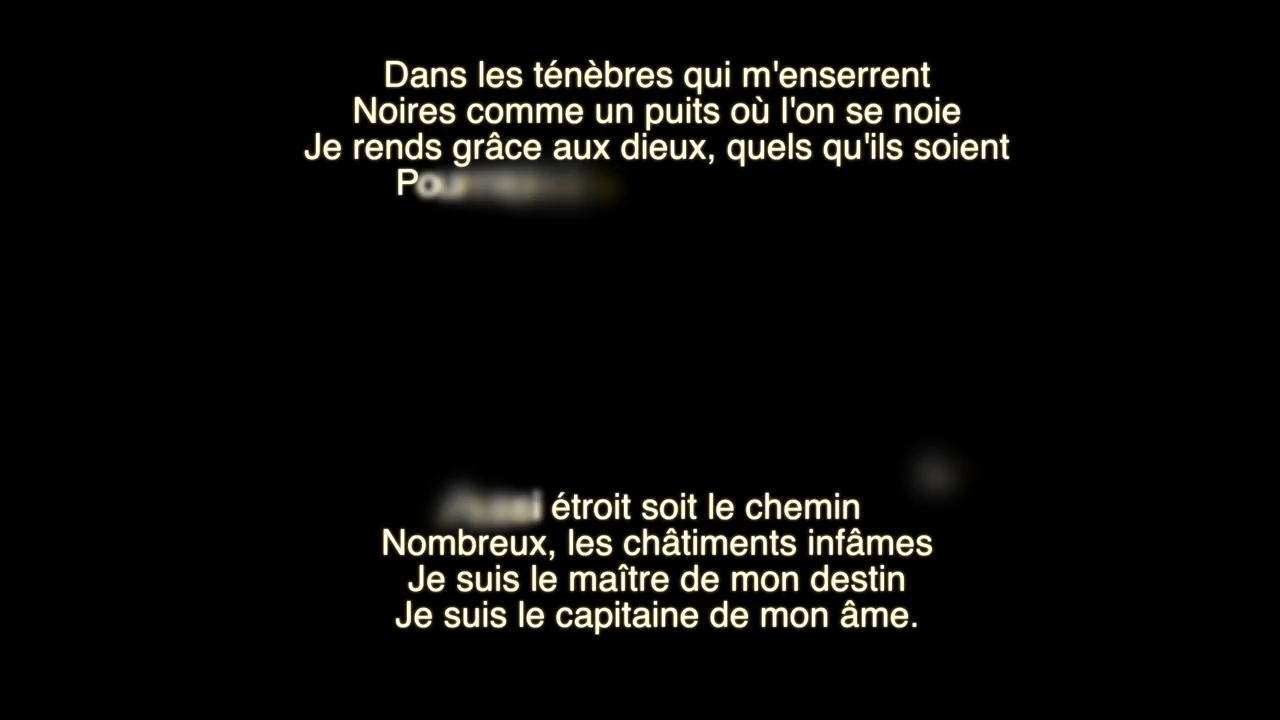 Dans les ténèbres qui m'enserrent
Noires comme un puits où l'on se noie
Je rends grâce aux dieux, quels qu'ils soient
étroit soit le chemin
Nombreux, les châtiments infâmes
Je suis le maître de mon destin
Je suis le capitaine de mon âme.